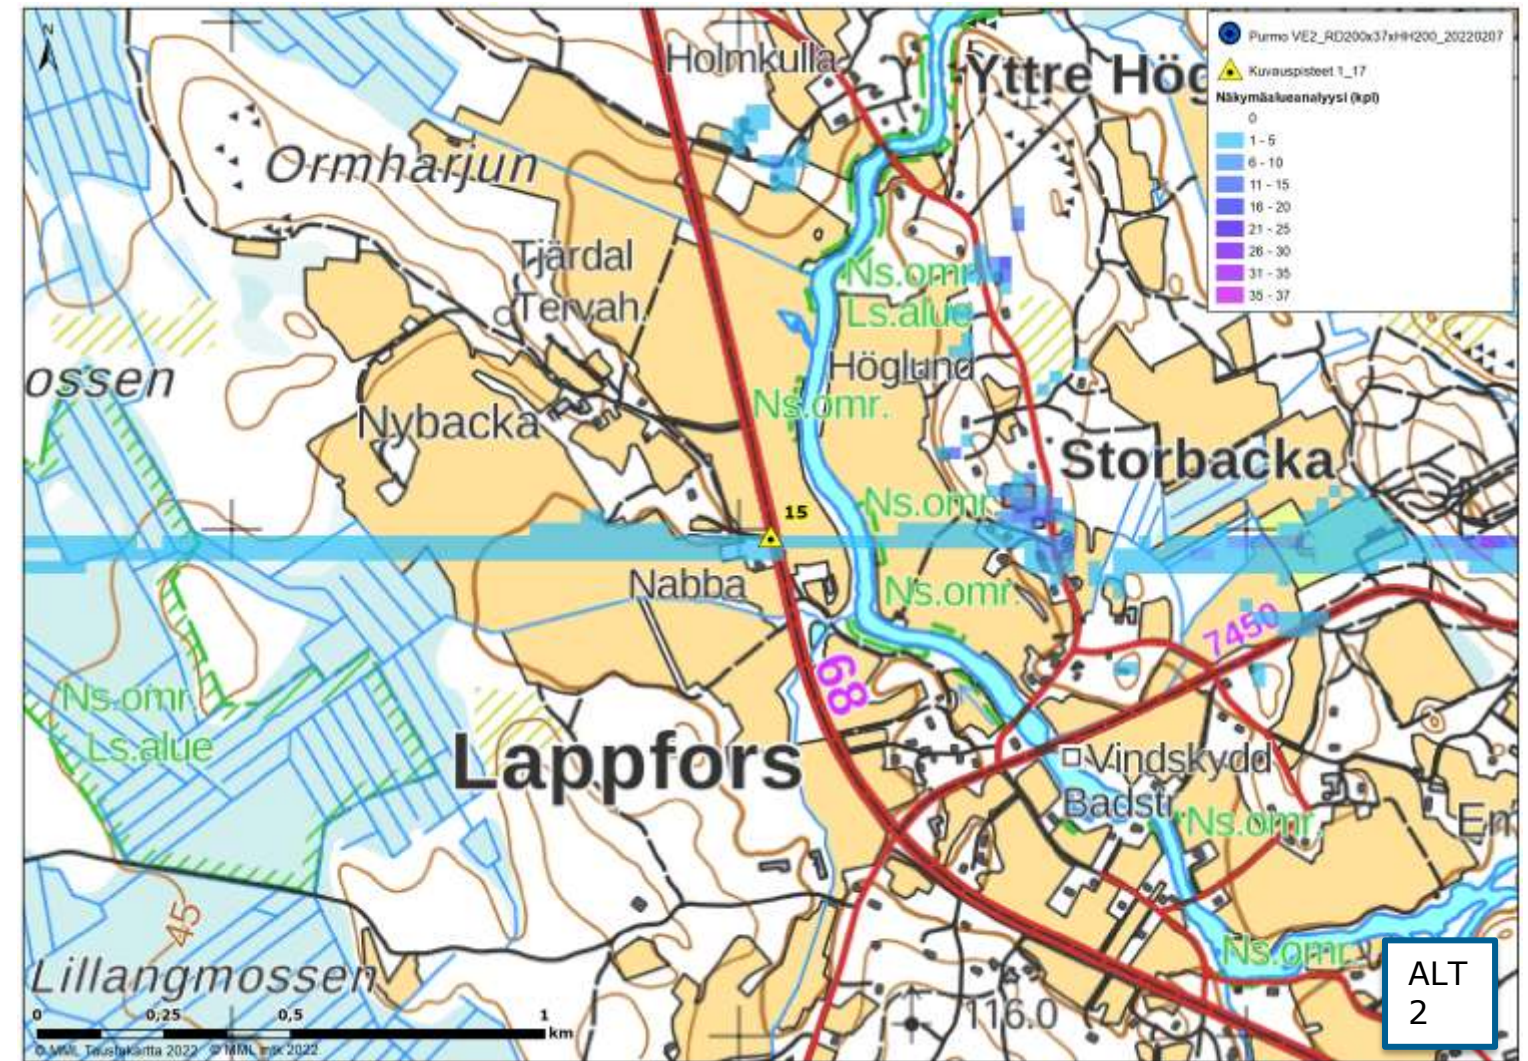 N
Holmkulla
Yttre Hög
Purmo VE2_RD200x37xHH200_20220207
Kuvauspisteet 1_17
Näkymäalueanalyysi (kpl)
0
1 - 5
6 - 10
11 - 15
16 - 20
21 - 25
26 - 30
31 - 35
35 - 37
Ormharjun
Tjärdal
Tervah.
Ns.omr.
Ls.alue
Höglund
ossen
Ns.omr.
Nybacka
Storbacka
Ns.omr.
15
Nabba
Ns.omr.
7450
68
Ns.omr.
Ls.alue
Lappfors
Vindskydd
Badstr.
Ns.omr.
En
45
Ns.omr.
Lillangmossen
116.0
ALT
2
0 0,25 0,5 1
km
© MML Taustakartta 2022 © MML mtk 2022